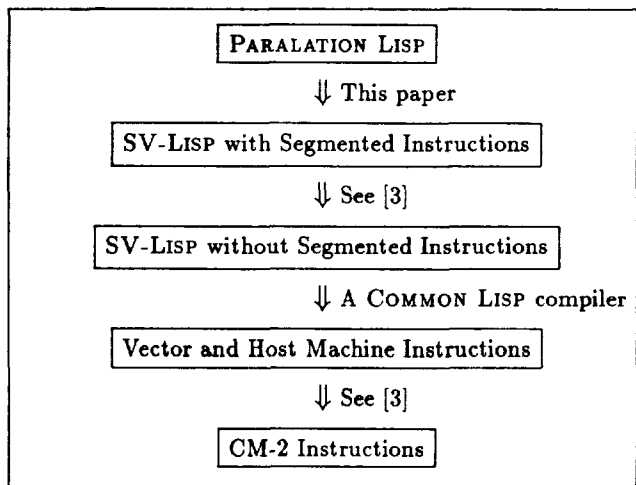 PARALATION LISP
⇓ This paper
SV-LISP with Segmented Instructions
⇓ See [3]
SV-LISP without Segmented Instructions
⇓ A COMMON LISP compiler
Vector and Host Machine Instructions
⇓ See [3]
CM-2 Instructions